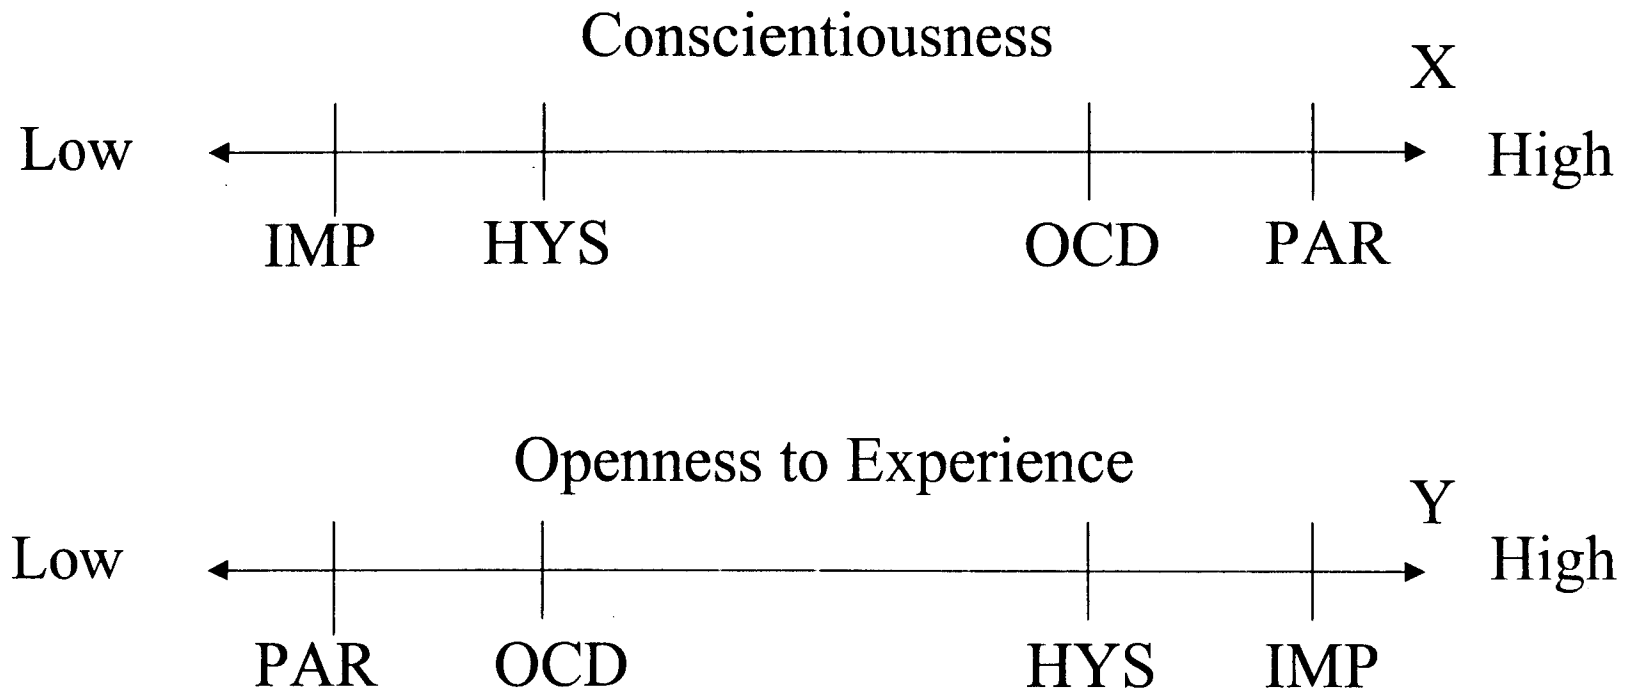 Conscientiousness
X
Low
High
IMP HYS OCD PAR
Openness to Experience
Y
Low
High
PAR OCD HYS IMP